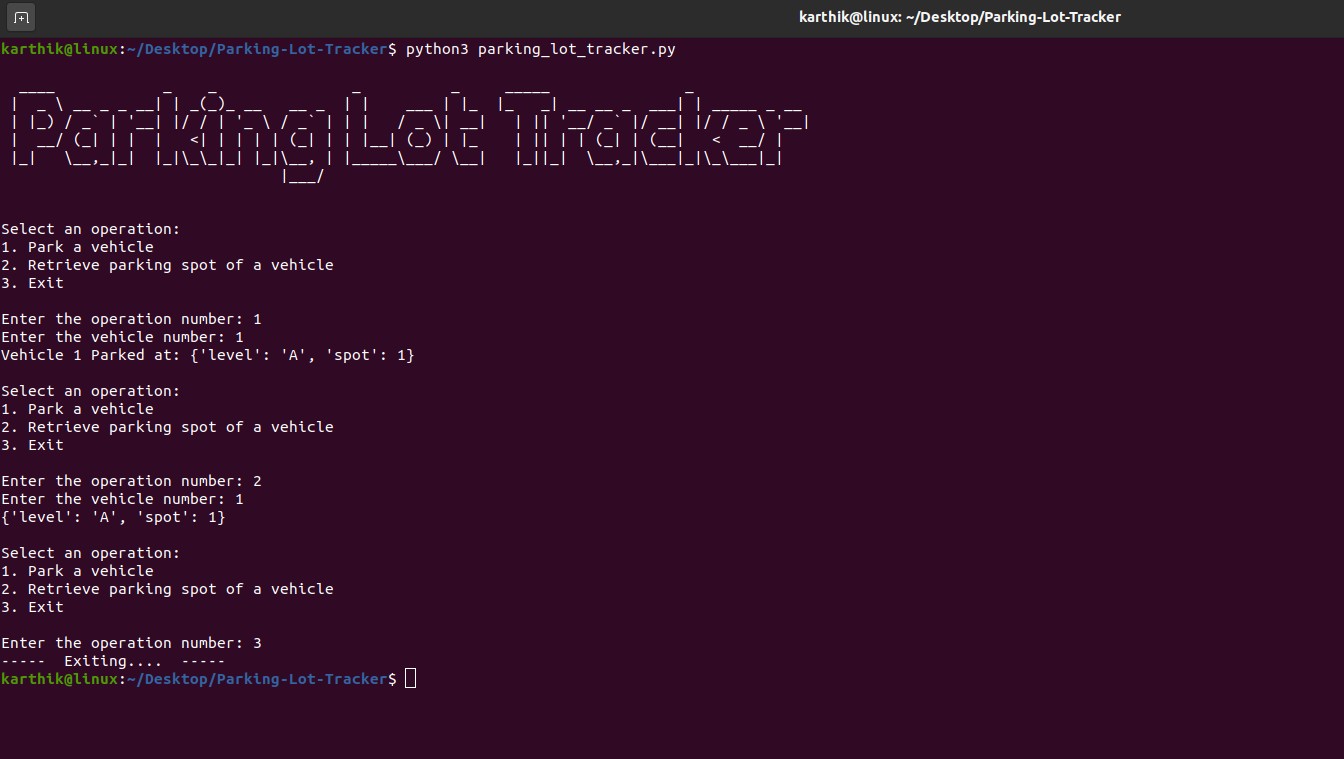 karthik@linux: ~/Desktop/Parking-Lot-Tracker
karthik@linux:~/Desktop/Parking-Lot-Tracker$ python3 parking_lot_tracker.py
Parking Lot Tracker
Select an operation:
1. Park a vehicle
2. Retrieve parking spot of a vehicle
3. Exit
Enter the operation number: 1
Enter the vehicle number: 1
Vehicle 1 Parked at: {'level': 'A', 'spot': 1}
Select an operation:
1. Park a vehicle
2. Retrieve parking spot of a vehicle
3. Exit
Enter the operation number: 2
Enter the vehicle number: 1
{'level': 'A', 'spot': 1}
Select an operation:
1. Park a vehicle
2. Retrieve parking spot of a vehicle
3. Exit
Enter the operation number: 3
-----  Exiting....  -----
karthik@linux:~/Desktop/Parking-Lot-Tracker$